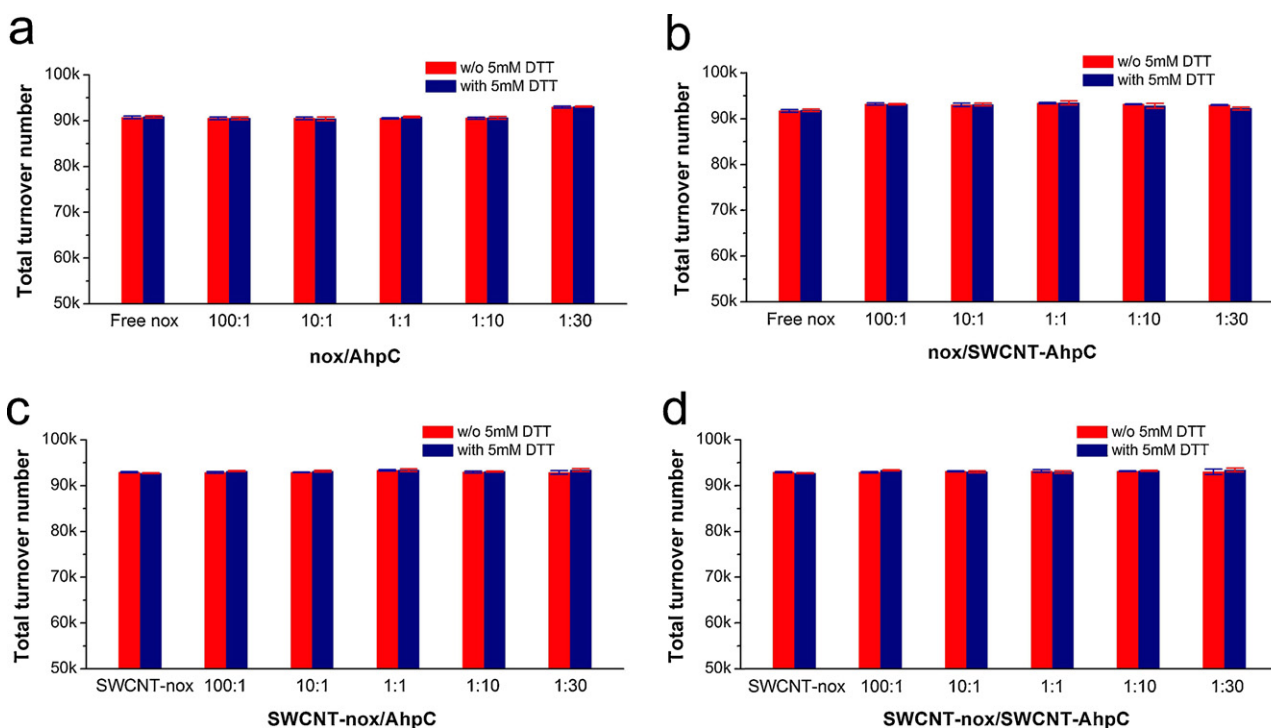 a
w/o 5mM DTT
with 5mM DTT
Total turnover number
100k
90k
80k
70k
60k
50k
Free nox 100:1 10:1 1:1 1:10 1:30
nox/AhpC
b
w/o 5mM DTT
with 5mM DTT
Total turnover number
100k
90k
80k
70k
60k
50k
Free nox 100:1 10:1 1:1 1:10 1:30
nox/SWCNT-AhpC
c
w/o 5mM DTT
with 5mM DTT
Total turnover number
100k
90k
80k
70k
60k
50k
SWCNT-nox 100:1 10:1 1:1 1:10 1:30
SWCNT-nox/AhpC
d
w/o 5mM DTT
with 5mM DTT
Total turnover number
100k
90k
80k
70k
60k
50k
SWCNT-nox 100:1 10:1 1:1 1:10 1:30
SWCNT-nox/SWCNT-AhpC